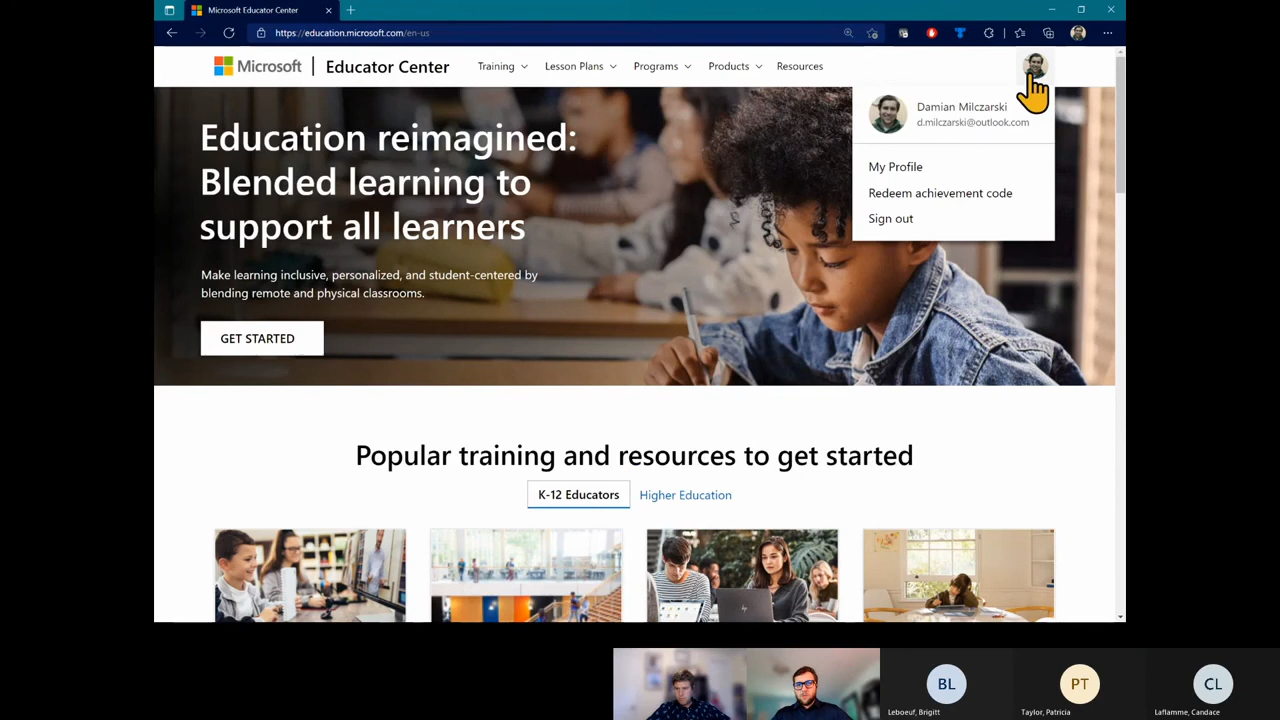 Microsoft Educator Center
https://education.microsoft.com/en-us
Microsoft | Educator Center
Training
Lesson Plans
Programs
Products
Resources
Damian Milczarski
d.milczarski@outlook.com
My Profile
Redeem achievement code
Sign out
Education reimagined:
Blended learning to
support all learners
Make learning inclusive, personalized, and student-centered by
blending remote and physical classrooms.
GET STARTED
Popular training and resources to get started
K-12 Educators
Higher Education
BL
PT
CL
Leboeuf, Brigitt
Taylor, Patricia
Laflamme, Candace